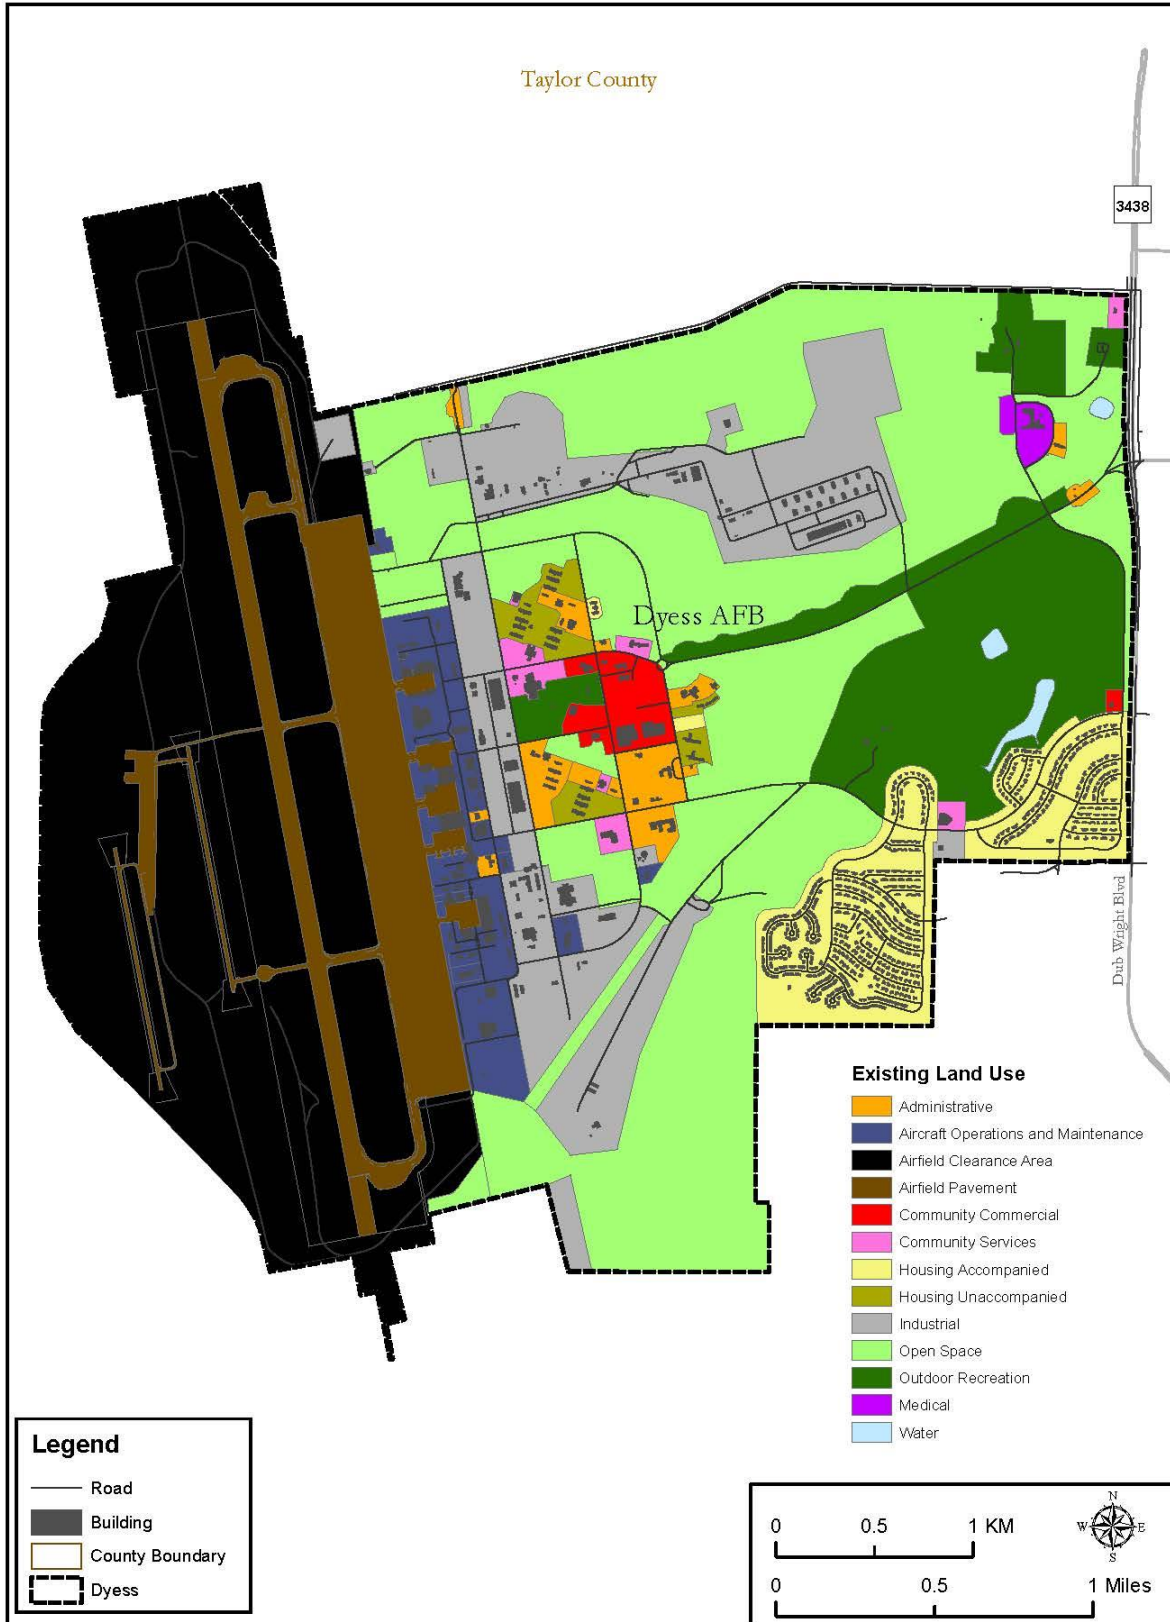 Taylor County
3438
Dyess AFB
Dub Wright Blvd
Existing Land Use
Administrative
Aircraft Operations and Maintenance
Airfield Clearance Area
Airfield Pavement
Community Commercial
Community Services
Housing Accompanied
Housing Unaccompanied
Industrial
Open Space
Outdoor Recreation
Medical
Water
Legend
Road
Building
County Boundary
Dyess
0 0.5 1 KM
N
W E
S
0 0.5 1 Miles